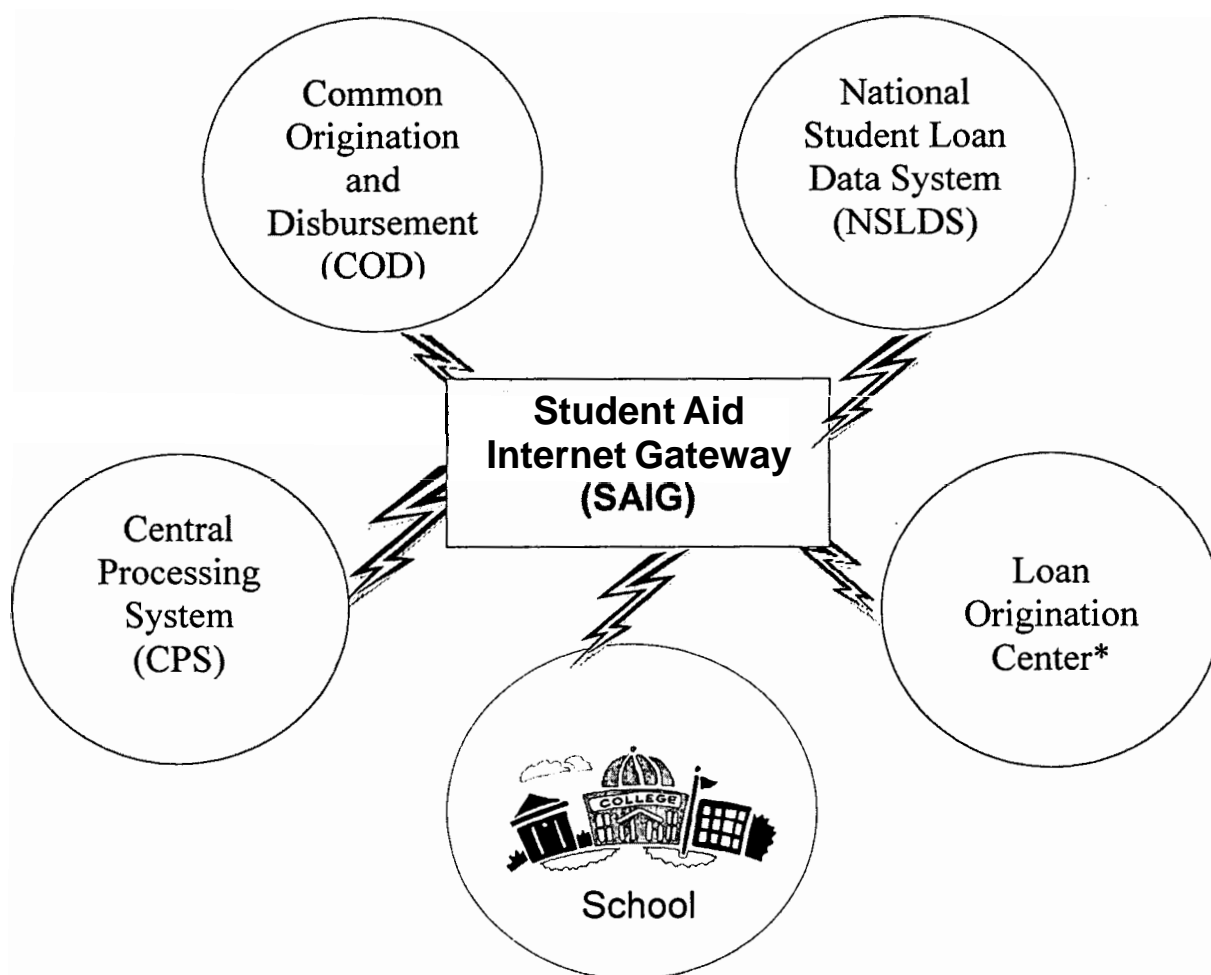 Common
Origination
and
Disbursement
(COD)
National
Student Loan
Data System
(NSLDS)
Student Aid
Internet Gateway
(SAIG)
Central
Processing
System
(CPS)
Loan
Origination
Center*
COLLEGE
School